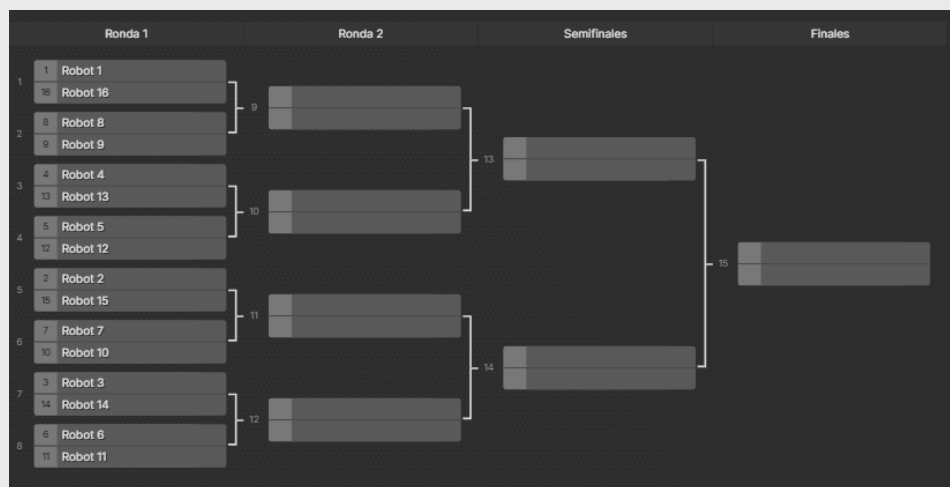 Ronda 1 Ronda 2 Semifinales Finales
1
1 Robot 1
16 Robot 16
2
8 Robot 8
9 Robot 9
3
4 Robot 4
13 Robot 13
4
5 Robot 5
12 Robot 12
5
2 Robot 2
15 Robot 15
6
7 Robot 7
10 Robot 10
7
3 Robot 3
14 Robot 14
8
6 Robot 6
11 Robot 11
9
10
11
12
13
14
15